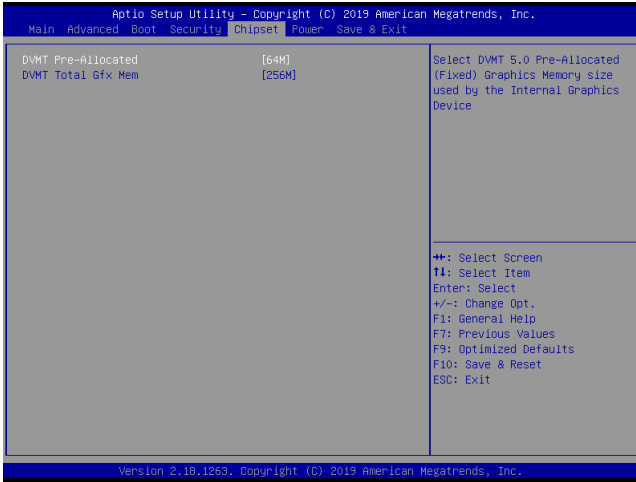 Aptio Setup Utility – Copyright (C) 2019 American Megatrends, Inc.
Main Advanced Boot Security Chipset Power Save & Exit
DVMT Pre-Allocated [64M]
DVMT Total Gfx Mem [256M]
Select DVMT 5.0 Pre-Allocated
(Fixed) Graphics Memory size
used by the Internal Graphics
Device
→←: Select Screen
↑↓: Select Item
Enter: Select
+/-: Change Opt.
F1: General Help
F7: Previous Values
F9: Optimized Defaults
F10: Save & Reset
ESC: Exit
Version 2.18.1263. Copyright (C) 2019 American Megatrends, Inc.